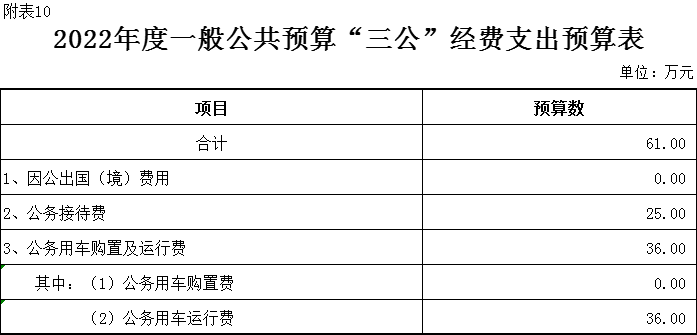 附表10
2022年度一般公共预算“三公”经费支出预算表
单位：万元
项目 预算数
合计 61.00
1、因公出国（境）费用 0.00
2、公务接待费 25.00
3、公务用车购置及运行费 36.00
其中：（1）公务用车购置费 0.00
（2）公务用车运行费 36.00